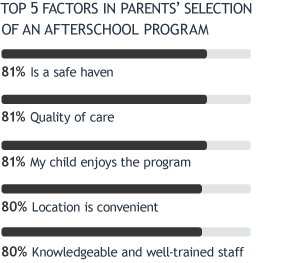 TOP 5 FACTORS IN PARENTS' SELECTION
OF AN AFTERSCHOOL PROGRAM
81% Is a safe haven
81% Quality of care
81% My child enjoys the program
80% Location is convenient
80% Knowledgeable and well-trained staff